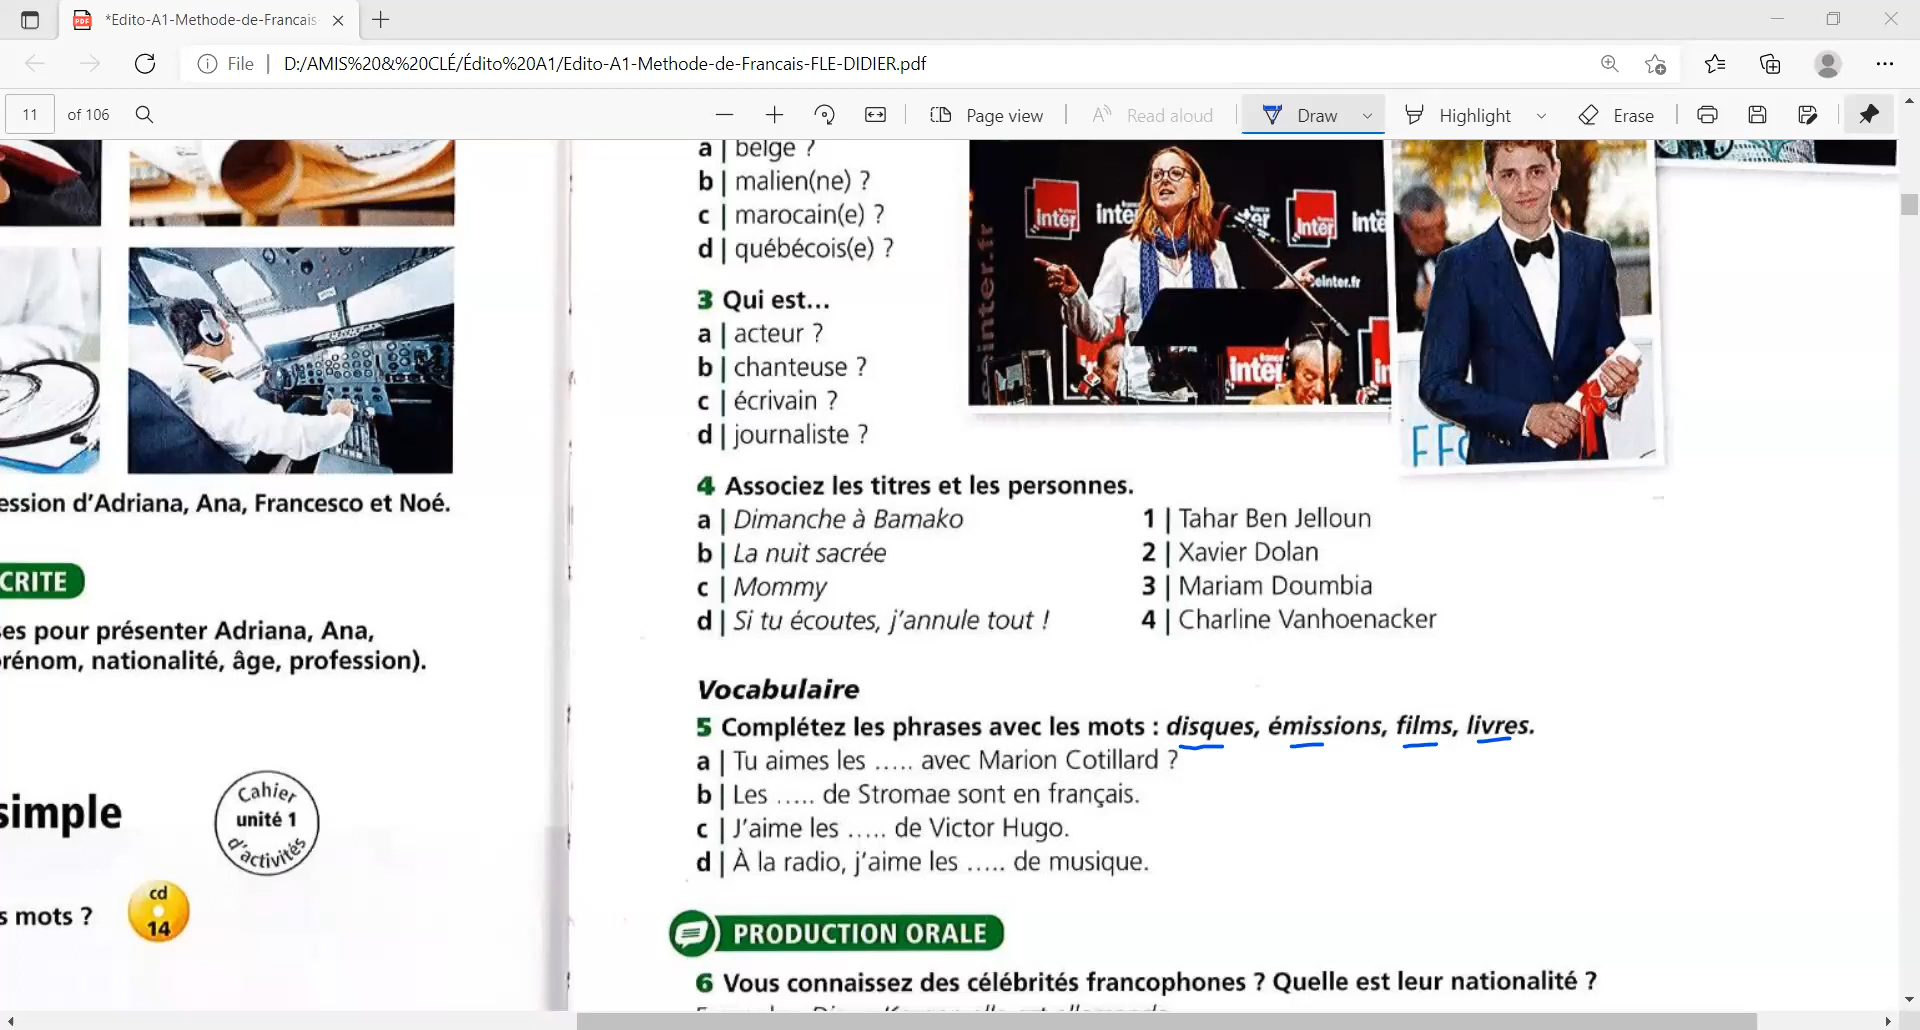 *Edito-A1-Methode-de-Francais-
File
D:/AMIS%20&%20CLÉ/Édito%20A1/Edito-A1-Methode-de-Francais-FLE-DIDIER.pdf
11 of 106
Page view
Read aloud
Draw
Highlight
Erase
ession d'Adriana, Ana, Francesco et Noé.
CRITE
es pour présenter Adriana, Ana,
rénom, nationalité, âge, profession).
simple
Cahier
unité 1
d'activités
s mots ?
cd
14
a | belge ?
b | malien(ne) ?
c | marocain(e) ?
d | québécois(e) ?
3 Qui est...
a | acteur ?
b | chanteuse ?
c | écrivain ?
d | journaliste ?
france
inter
inter
inter
inter
einter.fr
inter
4 Associez les titres et les personnes.
a | Dimanche à Bamako
b | La nuit sacrée
c | Mommy
d | Si tu écoutes, j'annule tout !
1 | Tahar Ben Jelloun
2 | Xavier Dolan
3 | Mariam Doumbia
4 | Charline Vanhoenacker
Vocabulaire
5 Complétez les phrases avec les mots : disques, émissions, films, livres.
a | Tu aimes les ..... avec Marion Cotillard ?
b | Les ..... de Stromae sont en français.
c | J'aime les ..... de Victor Hugo.
d | À la radio, j'aime les ..... de musique.
PRODUCTION ORALE
6 Vous connaissez des célébrités francophones ? Quelle est leur nationalité ?